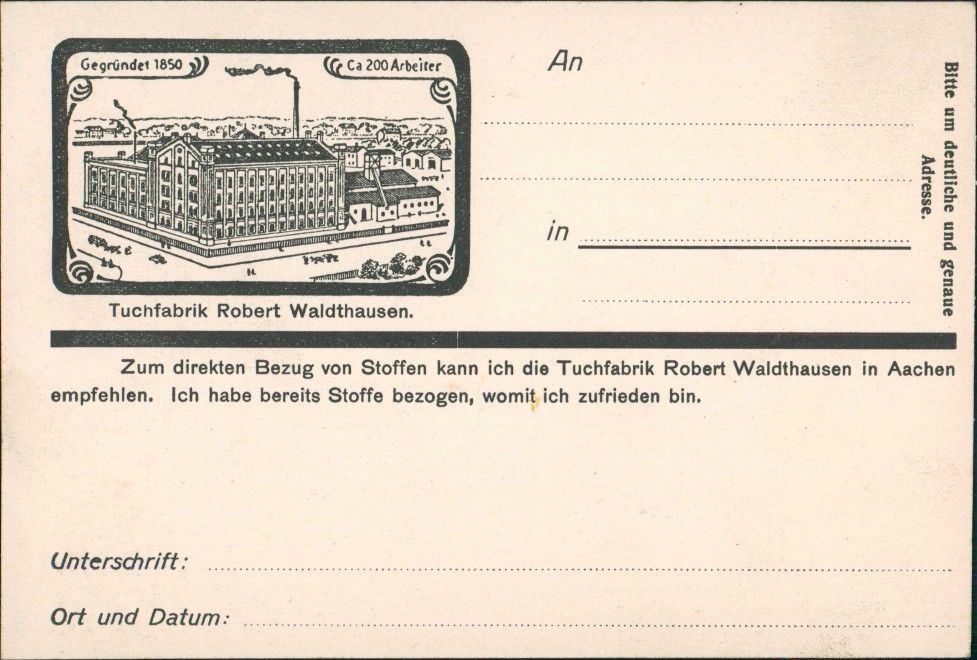 Gegründet 1850
Ca 200 Arbeiter
Tuchfabrik Robert Waldthausen.
An
in
Bitte um deutliche und genaue
Adresse.
Zum direkten Bezug von Stoffen kann ich die Tuchfabrik Robert Waldthausen in Aachen
empfehlen. Ich habe bereits Stoffe bezogen, womit ich zufrieden bin.
Unterschrift:
Ort und Datum: